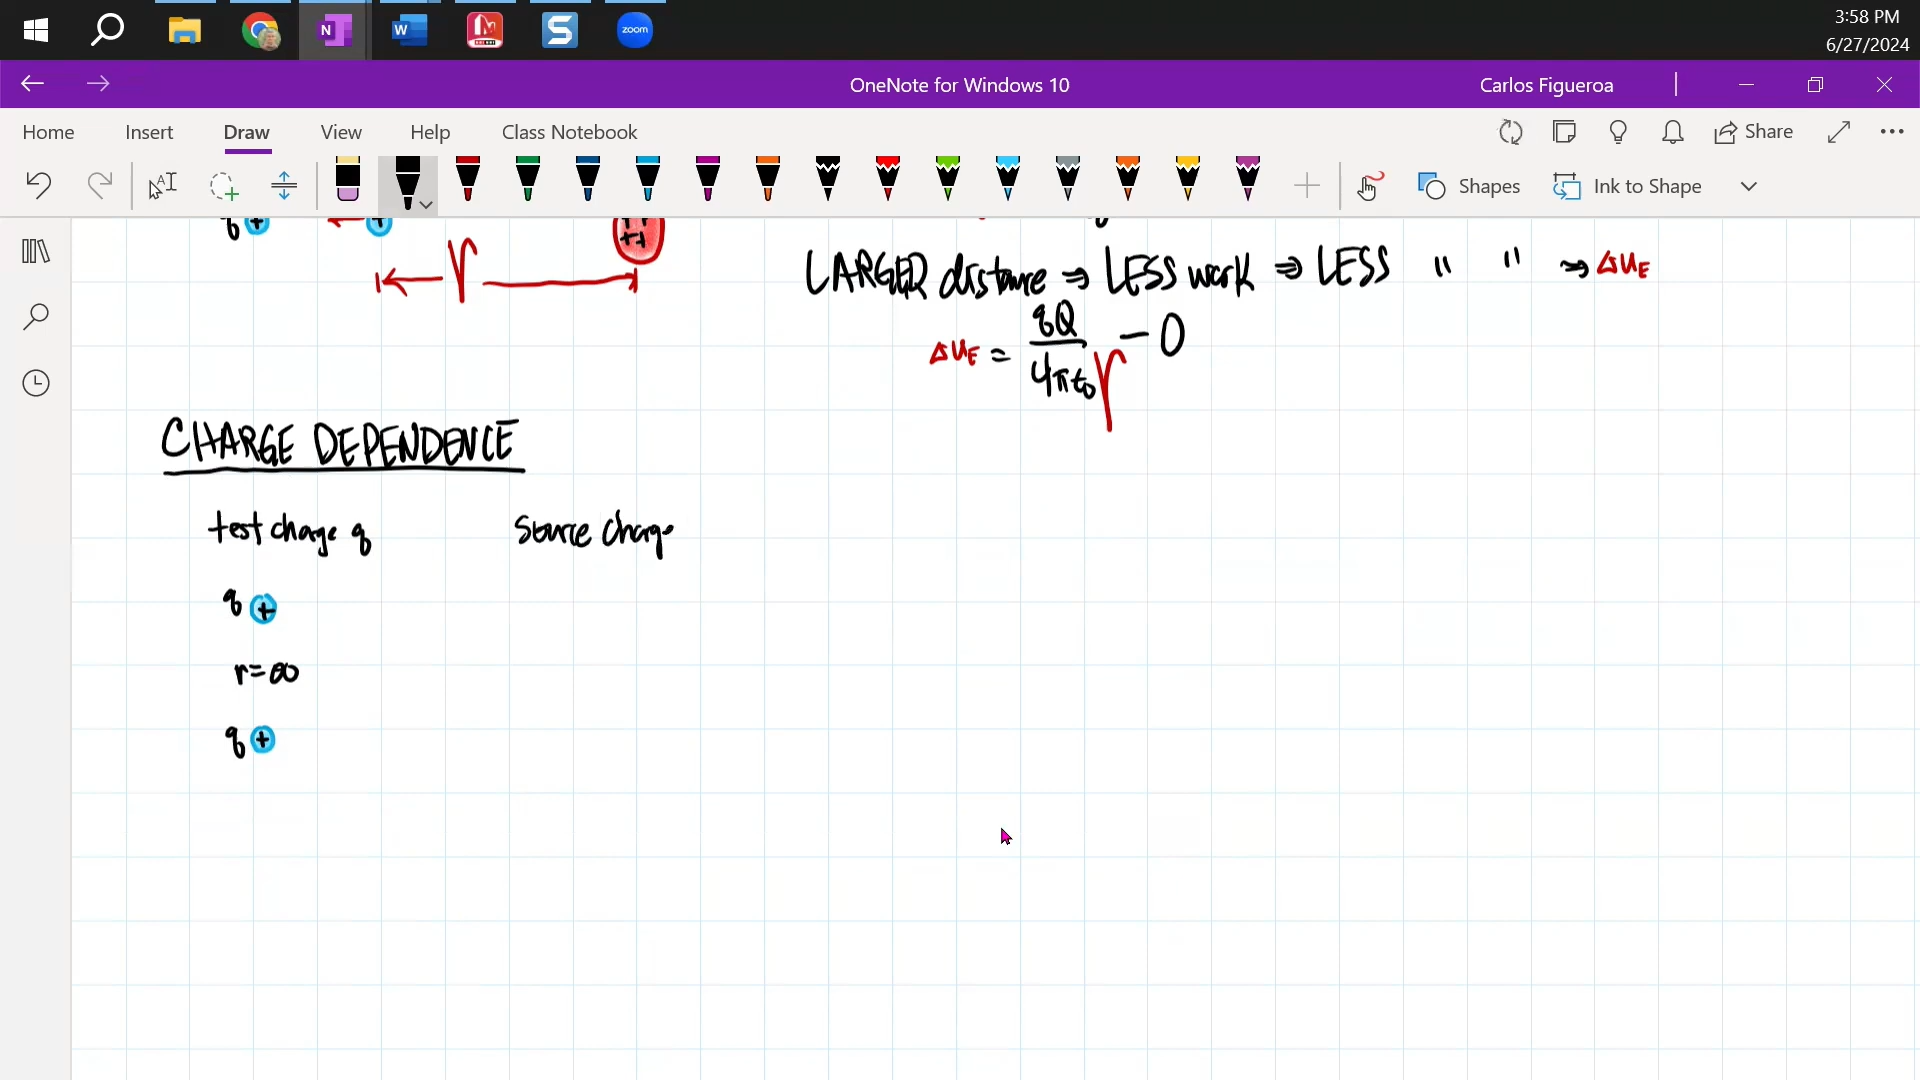 3:58 PM
6/27/2024
N
W
S
zoom
OneNote for Windows 10
Carlos Figueroa
Home Insert Draw View Help Class Notebook
Share
Shapes
Ink to Shape
q +
+
++
++
r
LARGER distance ⇒ LESS work ⇒ LESS " " ⇒ ΔUE
ΔUE = qQ/4πε0r - 0
CHARGE DEPENDENCE
test charge q source charge
q +
r=∞
q +